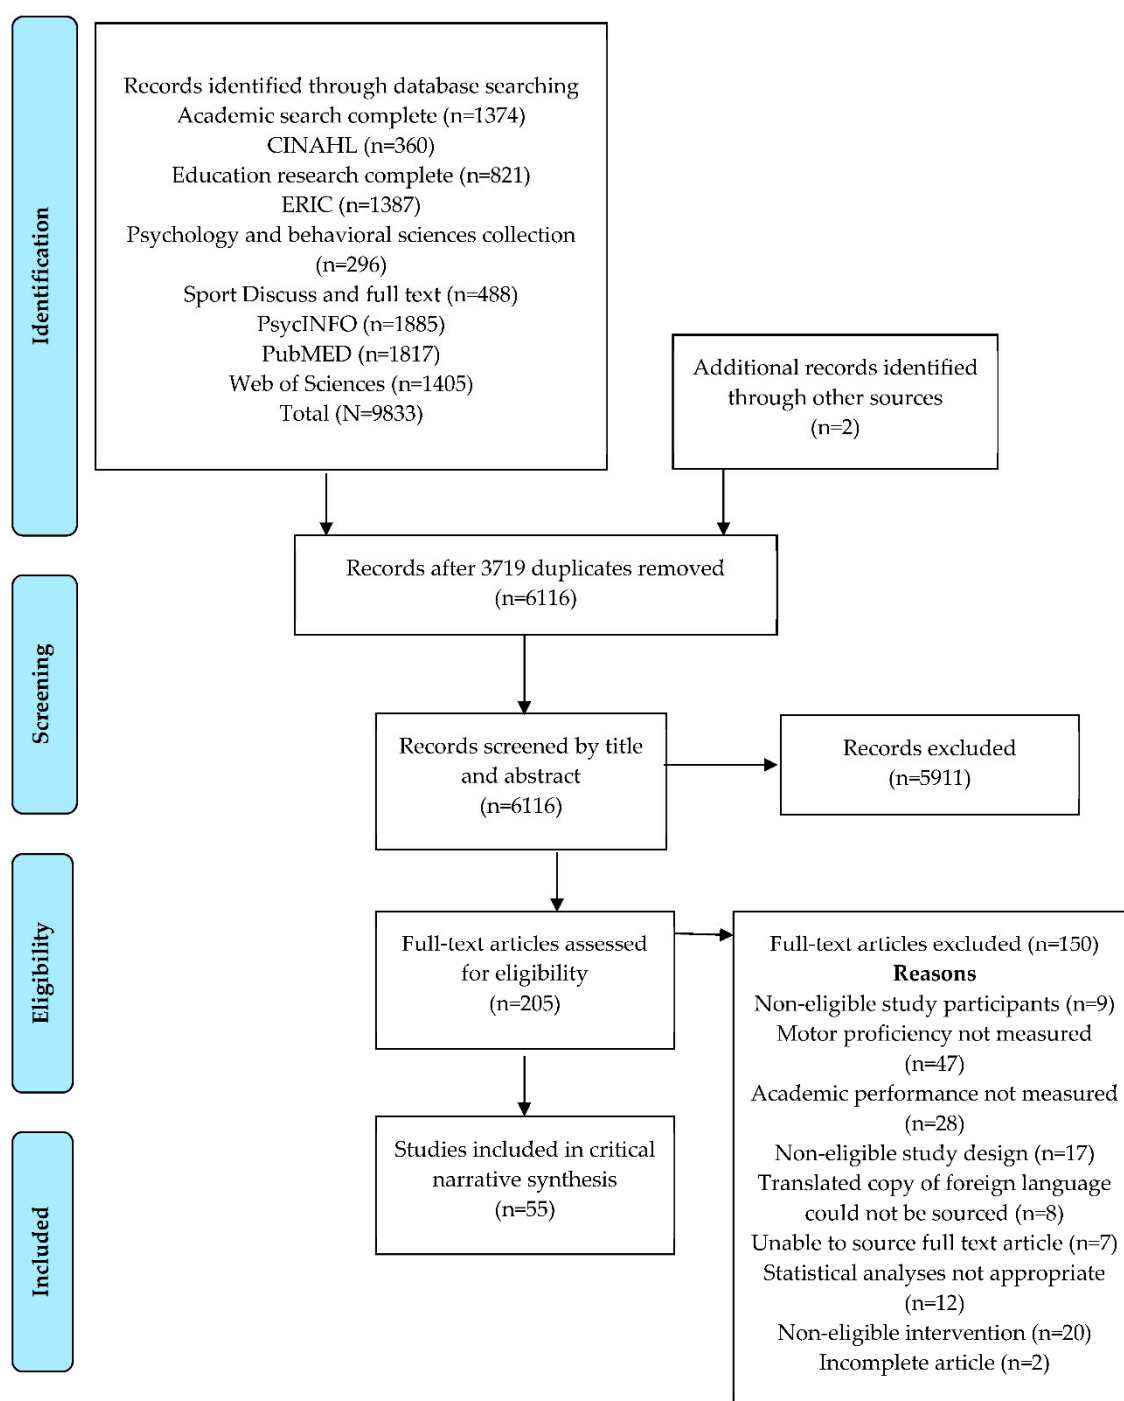 Identification
Records identified through database searching
Academic search complete (n=1374)
CINAHL (n=360)
Education research complete (n=821)
ERIC (n=1387)
Psychology and behavioral sciences collection
(n=296)
Sport Discuss and full text (n=488)
PsycINFO (n=1885)
PubMED (n=1817)
Web of Sciences (n=1405)
Total (N=9833)
Additional records identified
through other sources
(n=2)
Records after 3719 duplicates removed
(n=6116)
Screening
Records screened by title
and abstract
(n=6116)
Records excluded
(n=5911)
Eligibility
Full-text articles assessed
for eligibility
(n=205)
Full-text articles excluded (n=150)
Reasons
Non-eligible study participants (n=9)
Motor proficiency not measured
(n=47)
Academic performance not measured
(n=28)
Non-eligible study design (n=17)
Translated copy of foreign language
could not be sourced (n=8)
Unable to source full text article (n=7)
Statistical analyses not appropriate
(n=12)
Non-eligible intervention (n=20)
Incomplete article (n=2)
Included
Studies included in critical
narrative synthesis
(n=55)